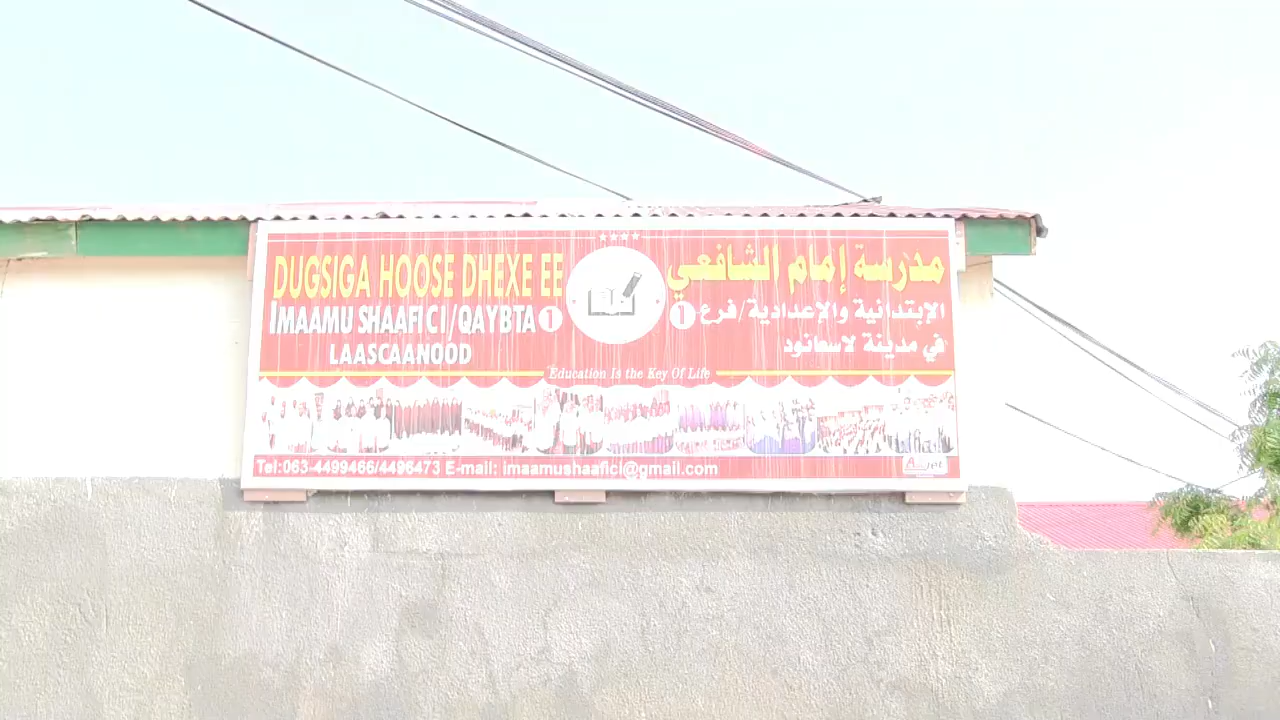 DUGSIGA HOOSE DHEXE EE
IMAAMU SHAAFICI/QAYBTA 1
LAASCAANOOD
مدرسة إمام الشافعي
الإبتدائية والإعدادية/فرع 1
في مدينة لاسعانود
Education Is the Key Of Life
Tel:063-4499466/4496473 E-mail: imaamushaafici@gmail.com